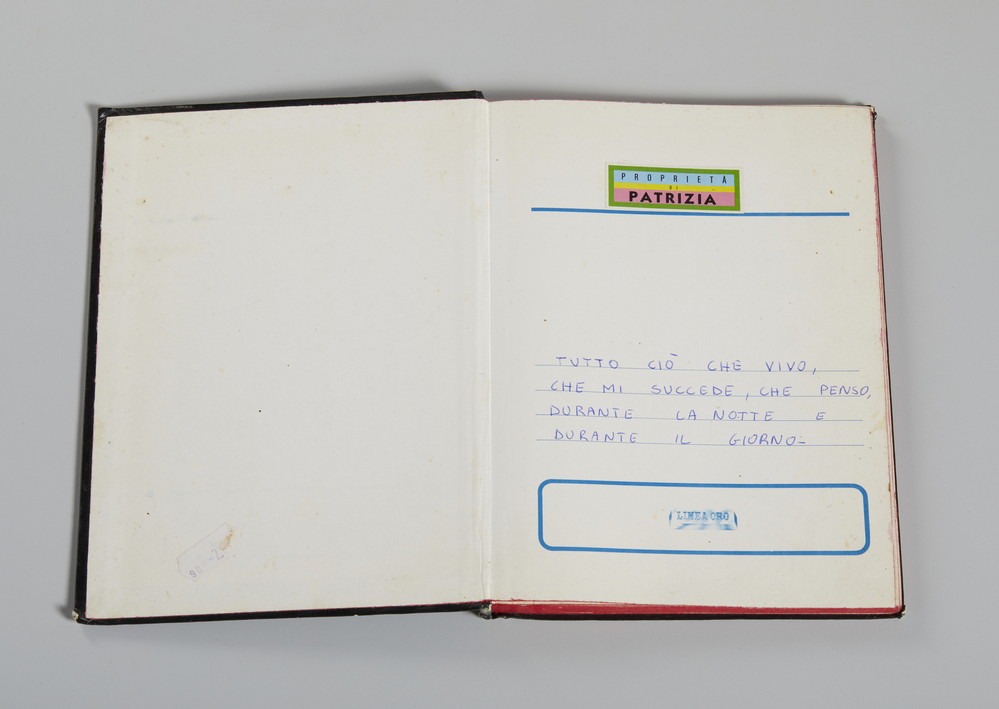 PROPRIETÀ
DI
PATRIZIA
TUTTO CIÒ CHE VIVO,
CHE MI SUCCEDE, CHE PENSO,
DURANTE LA NOTTE E
DURANTE IL GIORNO-
LINEA ORO